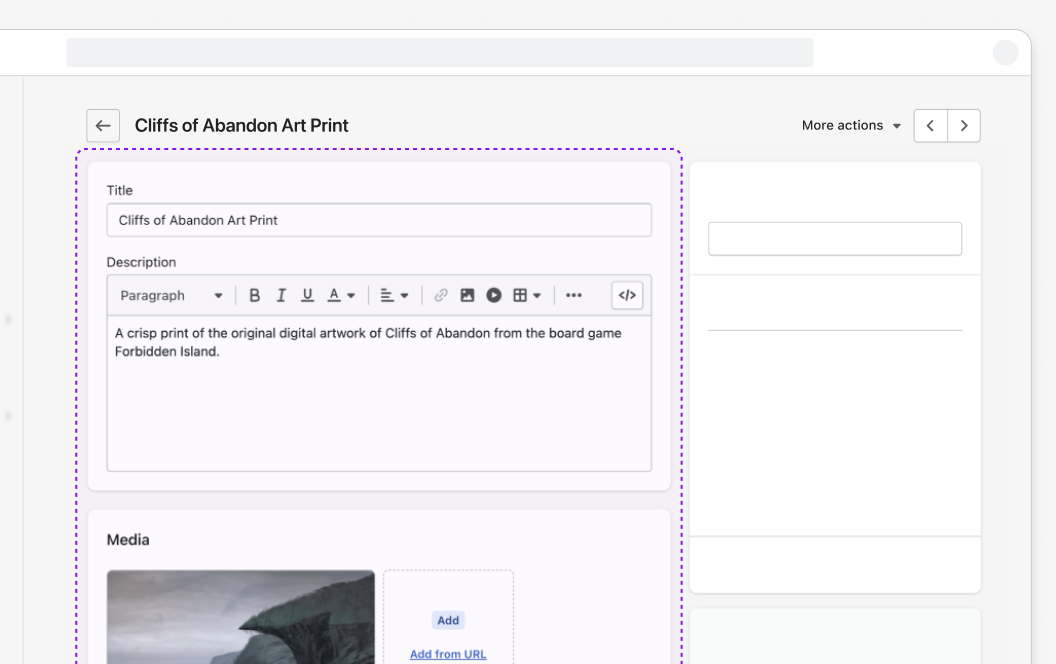 Cliffs of Abandon Art Print
More actions
Title
Cliffs of Abandon Art Print
Description
Paragraph B I U A ••• </>
A crisp print of the original digital artwork of Cliffs of Abandon from the board game
Forbidden Island.
Media
Add
Add from URL